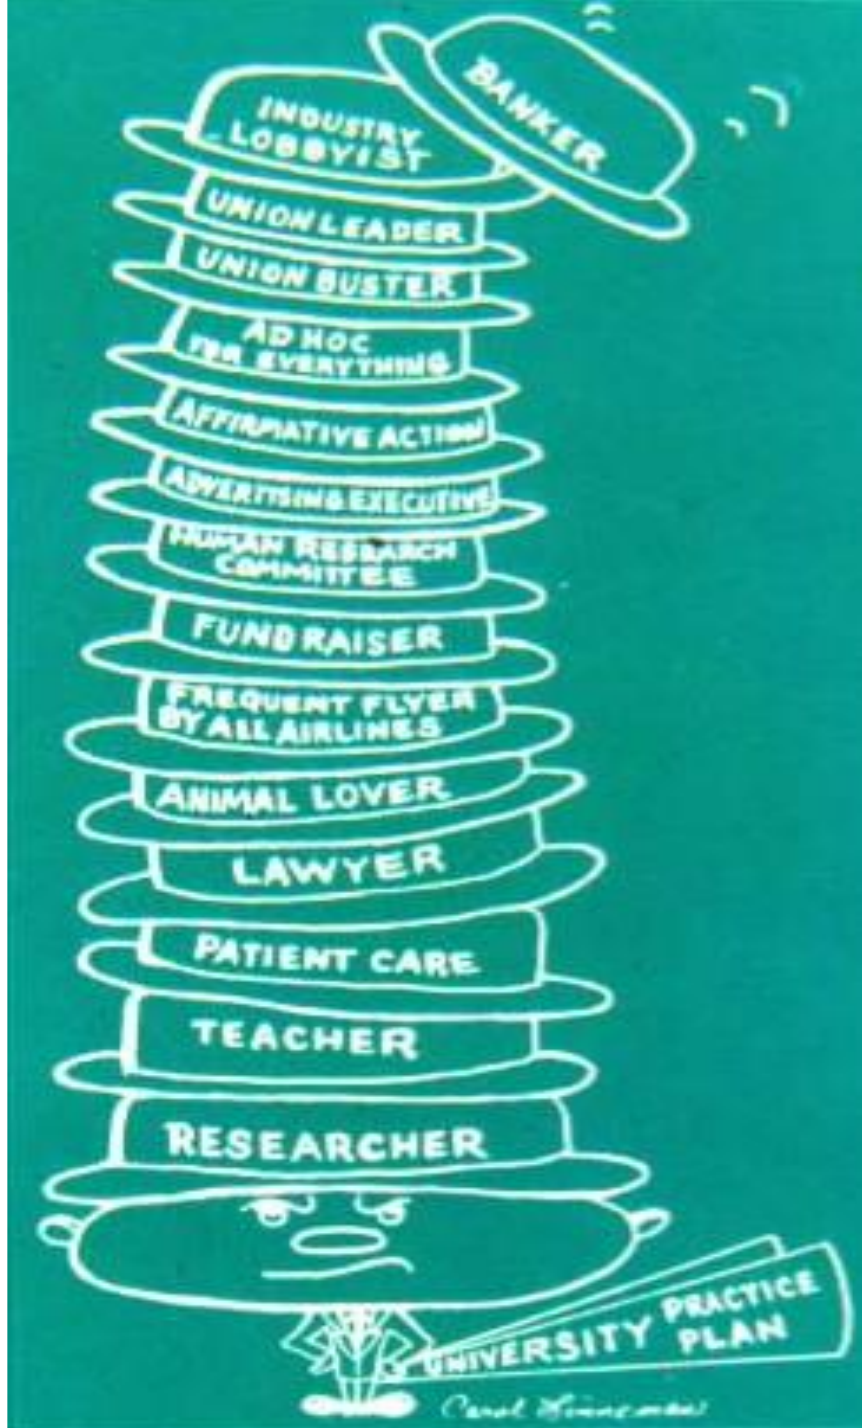 BANKER
INDUSTRY
LOBBYIST
UNION LEADER
UNION BUSTER
AD HOC
FOR EVERYTHING
AFFIRMATIVE ACTION
ADVERTISING EXECUTIVE
HUMAN RESEARCH
COMMITTEE
FUNDRAISER
FREQUENT FLYER
BY ALL AIRLINES
ANIMAL LOVER
LAWYER
PATIENT CARE
TEACHER
RESEARCHER
UNIVERSITY PRACTICE
PLAN
Carol